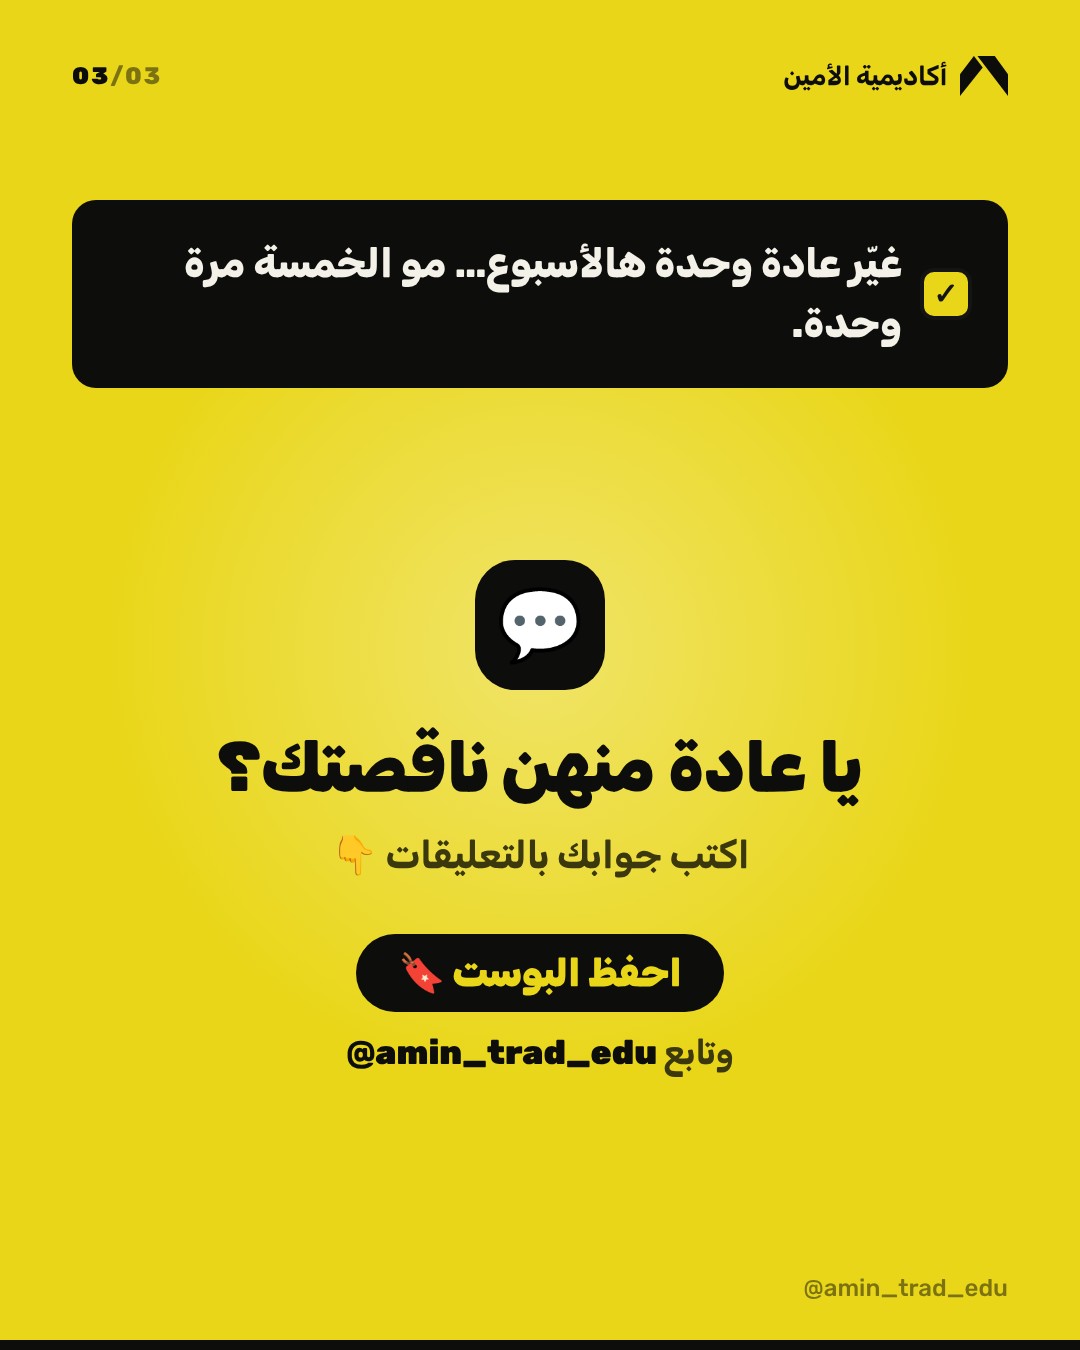 أكاديمية الأمين
03/03
غيّر عادة وحدة هالأسبوع... مو الخمسة مرة
وحدة.
يا عادة منهن ناقصتك؟
اكتب جوابك بالتعليقات 👇
احفظ البوست 🔖
وتابع @amin_trad_edu
@amin_trad_edu